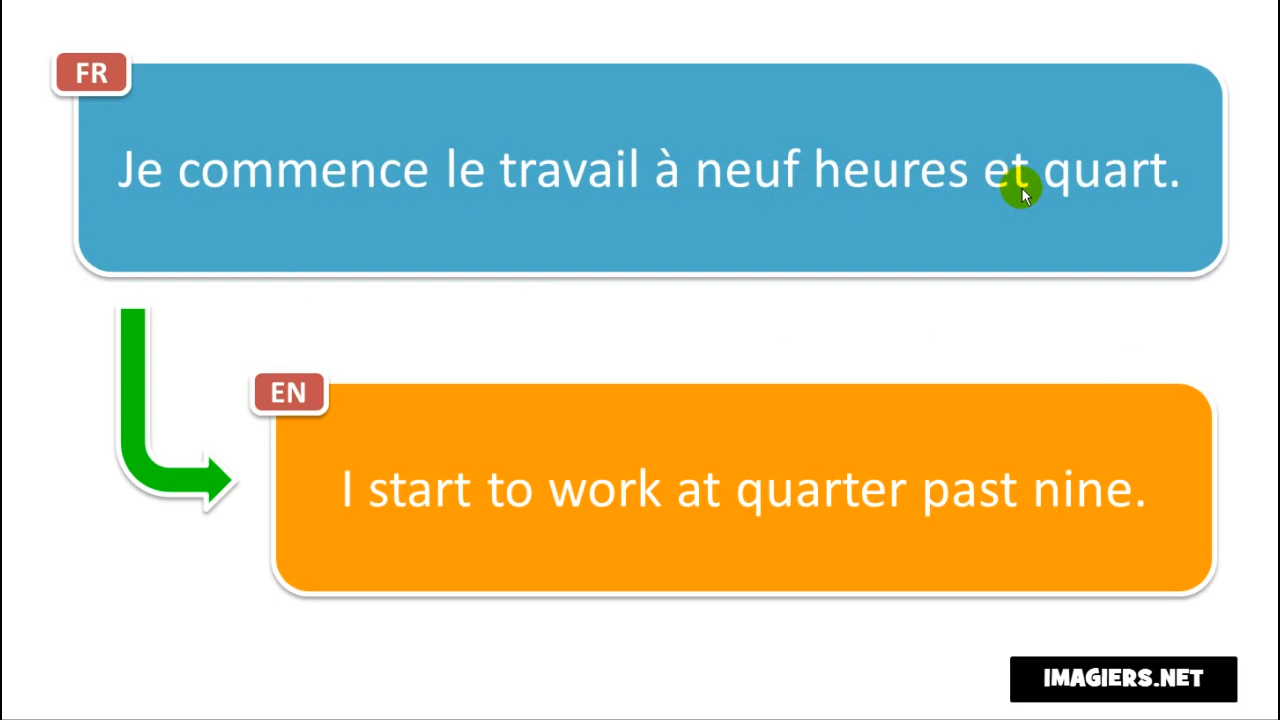 FR
Je commence le travail à neuf heures et quart.
EN
I start to work at quarter past nine.
IMAGIERS.NET